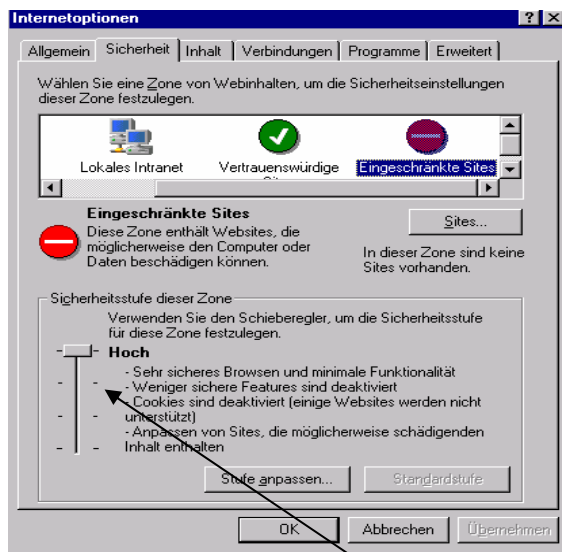 Internetoptionen
Allgemein Sicherheit Inhalt Verbindungen Programme Erweitert
Wählen Sie eine Zone von Webinhalten, um die Sicherheitseinstellungen
dieser Zone festzulegen.
Lokales Intranet Vertrauenswürdige Eingeschränkte Sites
Eingeschränkte Sites
Diese Zone enthält Websites, die
möglicherweise den Computer oder
Daten beschädigen können.
Sites...
In dieser Zone sind keine
Sites vorhanden.
Sicherheitsstufe dieser Zone
Verwenden Sie den Schieberegler, um die Sicherheitsstufe
für diese Zone festzulegen.
Hoch
- Sehr sicheres Browsen und minimale Funktionalität
- Weniger sichere Features sind deaktiviert
- Cookies sind deaktiviert (einige Websites werden nicht
unterstützt)
- Anpassen von Sites, die möglicherweise schädigenden
Inhalt enthalten
Stufe anpassen... Standardstufe
OK Abbrechen Übernehmen